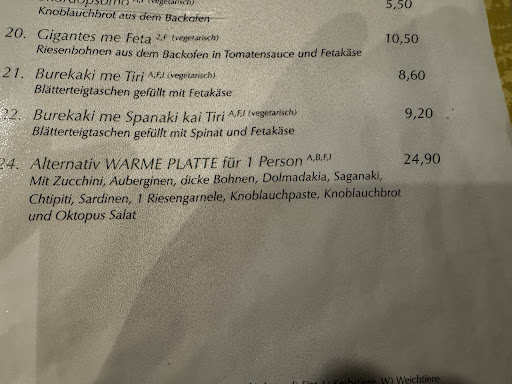 (vegetarisch) 5,50
Knoblauchbrot aus dem Backofen
20. Gigantes me Feta 2,F (vegetarisch) 10,50
Riesenbohnen aus dem Backofen in Tomatensauce und Fetakäse
21. Burekaki me Tiri A,F,I (vegetarisch) 8,60
Blätterteigtaschen gefüllt mit Fetakäse
22. Burekaki me Spanaki kai Tiri A,F,I (vegetarisch) 9,20
Blätterteigtaschen gefüllt mit Spinat und Fetakäse
24. Alternativ WARME PLATTE für 1 Person A,B,F,I 24,90
Mit Zucchini, Auberginen, dicke Bohnen, Dolmadakia, Saganaki,
Chtipiti, Sardinen, 1 Riesengarnele, Knoblauchpaste, Knoblauchbrot
und Oktopus Salat
Weichtiere